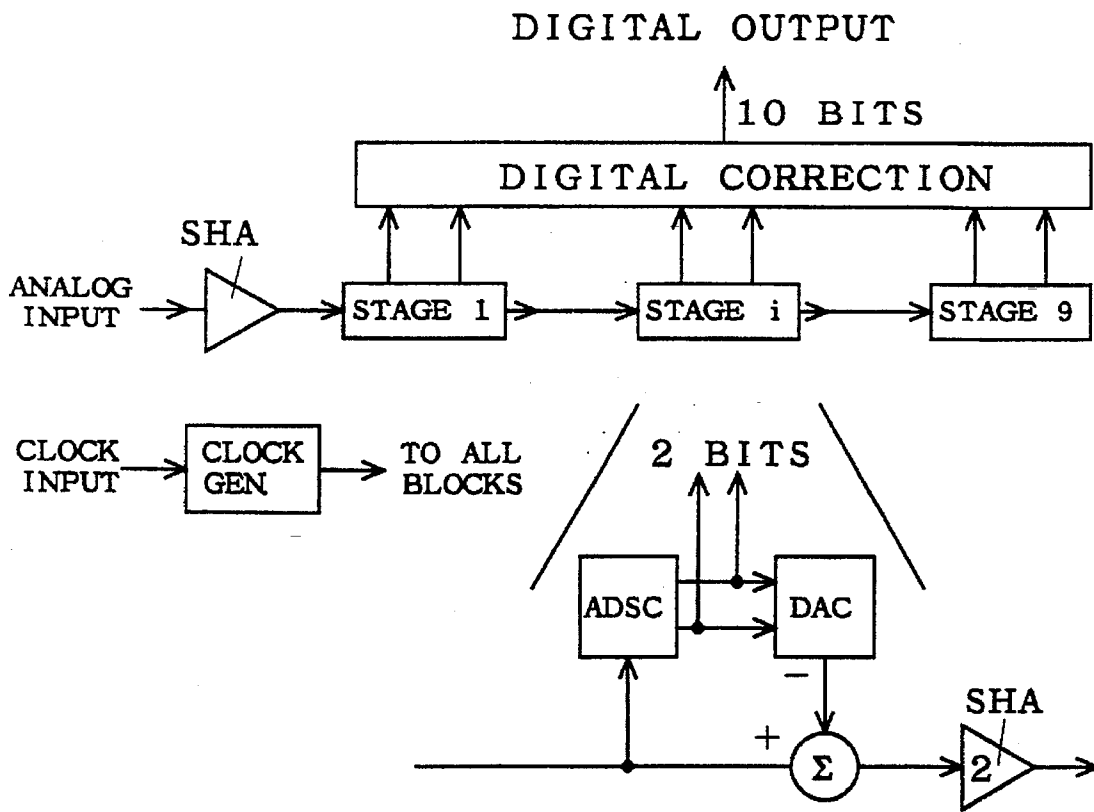 DIGITAL OUTPUT
10 BITS
DIGITAL CORRECTION
SHA
ANALOG
INPUT
STAGE 1
STAGE i
STAGE 9
CLOCK
INPUT
CLOCK
GEN.
TO ALL
BLOCKS
2 BITS
ADSC
DAC
−
+
Σ
SHA
2